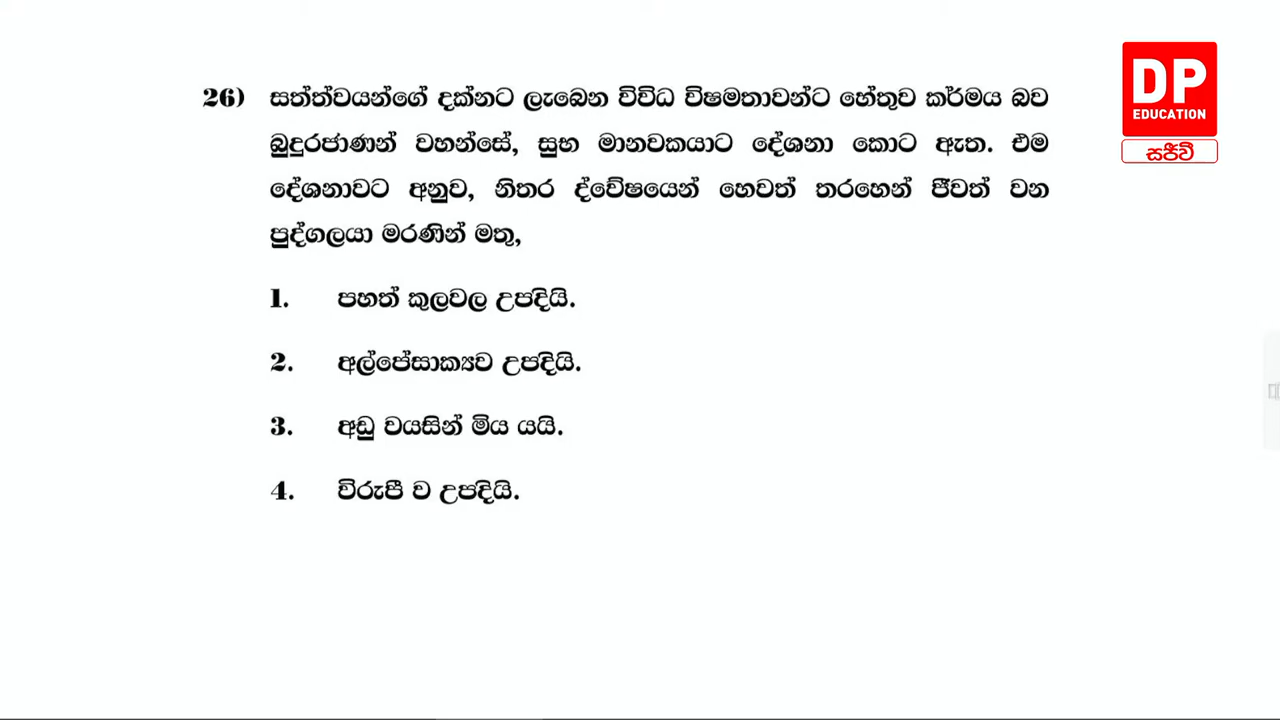 DP
EDUCATION
සජීවී
26) සත්ත්වයන්ගේ දක්නට ලැබෙන විවිධ විෂමතාවන්ට හේතුව කර්මය බව
බුදුරජාණන් වහන්සේ, සුභ මානවකයාට දේශනා කොට ඇත. එම
දේශනාවට අනුව, නිතර ද්වේෂයෙන් හෙවත් තරහෙන් ජීවත් වන
පුද්ගලයා මරණින් මතු,
1. පහත් කුලවල උපදියි.
2. අල්පේසාක්‍යව උපදියි.
3. අඩු වයසින් මිය යයි.
4. විරූපී ව උපදියි.